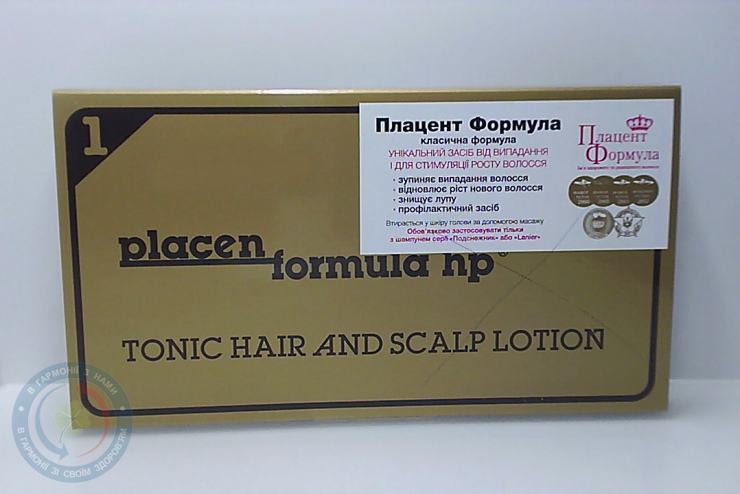 1
Плацент Формула
класична формула
УНІКАЛЬНИЙ ЗАСІБ ВІД ВИПАДАННЯ
І ДЛЯ СТИМУЛЯЦІЇ РОСТУ ВОЛОССЯ
· зупиняє випадання волосся
· відновлює ріст нового волосся
· знищує лупу
· профілактичний засіб
Втирається у шкіру голови за допомогою масажу
Обов'язково застосовувати тільки
з шампунем серії «Подснежник» або «Lanier»
Плацент
Формула
placen
formula hp®
TONIC HAIR AND SCALP LOTION
В ГАРМОНІЇ З НАМИ
В ГАРМОНІЇ ЗІ СВОЇМ ЗДОРОВ'ЯМ